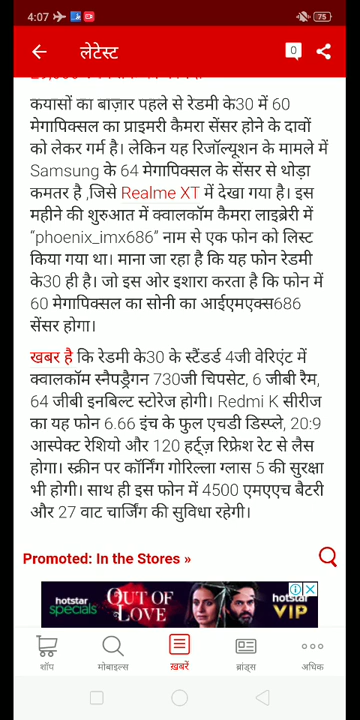 4:07
75
लेटेस्ट
0
कयासों का बाज़ार पहले से रेडमी के30 में 60
मेगापिक्सल का प्राइमरी कैमरा सेंसर होने के दावों
को लेकर गर्म है। लेकिन यह रिजॉल्यूशन के मामले में
Samsung के 64 मेगापिक्सल के सेंसर से थोड़ा
कमतर है ,जिसे Realme XT में देखा गया है। इस
महीने की शुरुआत में क्वालकॉम कैमरा लाइब्रेरी में
“phoenix_imx686” नाम से एक फोन को लिस्ट
किया गया था। माना जा रहा है कि यह फोन रेडमी
के30 ही है। जो इस ओर इशारा करता है कि फोन में
60 मेगापिक्सल का सोनी का आईएमएक्स686
सेंसर होगा।
खबर है कि रेडमी के30 के स्टैंडर्ड 4जी वेरिएंट में
क्वालकॉम स्नैपड्रैगन 730जी चिपसेट, 6 जीबी रैम,
64 जीबी इनबिल्ट स्टोरेज होगी। Redmi K सीरीज
का यह फोन 6.66 इंच के फुल एचडी डिस्प्ले, 20:9
आस्पेक्ट रेशियो और 120 हर्ट्ज़ रिफ्रेश रेट से लैस
होगा। स्क्रीन पर कॉर्निंग गोरिल्ला ग्लास 5 की सुरक्षा
भी होगी। साथ ही इस फोन में 4500 एमएएच बैटरी
और 27 वाट चार्जिंग की सुविधा रहेगी।
Promoted: In the Stores »
hotstar specials OUT OF LOVE hotstar VIP
शॉप मोबाइल्स ख़बरें ब्रांड्स अधिक